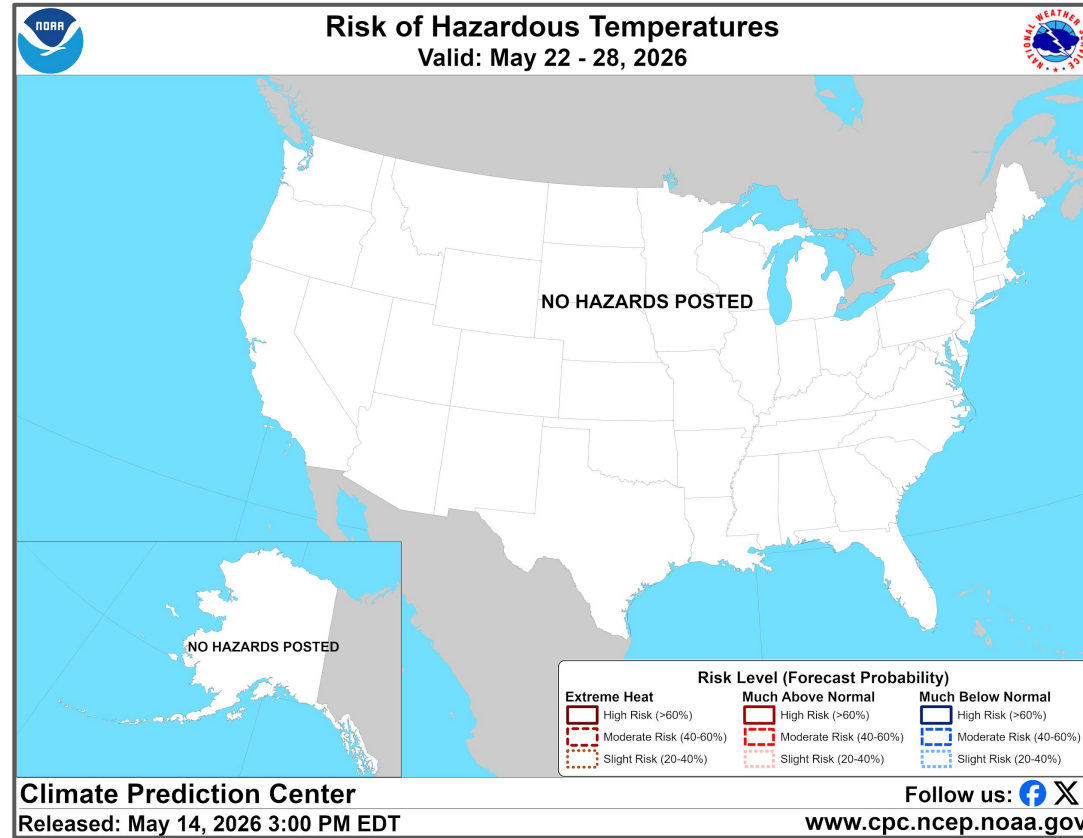 NOAA
Risk of Hazardous Temperatures
Valid: May 22 - 28, 2026
NATIONAL WEATHER SERVICE
NO HAZARDS POSTED
NO HAZARDS POSTED
Risk Level (Forecast Probability)
Extreme Heat Much Above Normal Much Below Normal
High Risk (>60%) High Risk (>60%) High Risk (>60%)
Moderate Risk (40-60%) Moderate Risk (40-60%) Moderate Risk (40-60%)
Slight Risk (20-40%) Slight Risk (20-40%) Slight Risk (20-40%)
Climate Prediction Center
Follow us:
Released: May 14, 2026 3:00 PM EDT
www.cpc.ncep.noaa.gov